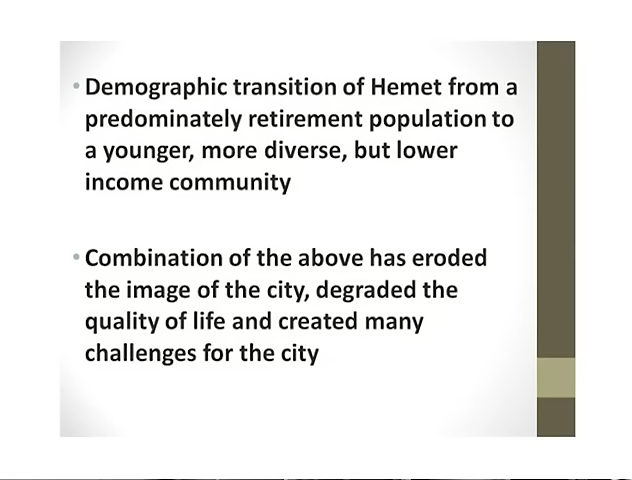 • Demographic transition of Hemet from a
predominately retirement population to
a younger, more diverse, but lower
income community
• Combination of the above has eroded
the image of the city, degraded the
quality of life and created many
challenges for the city